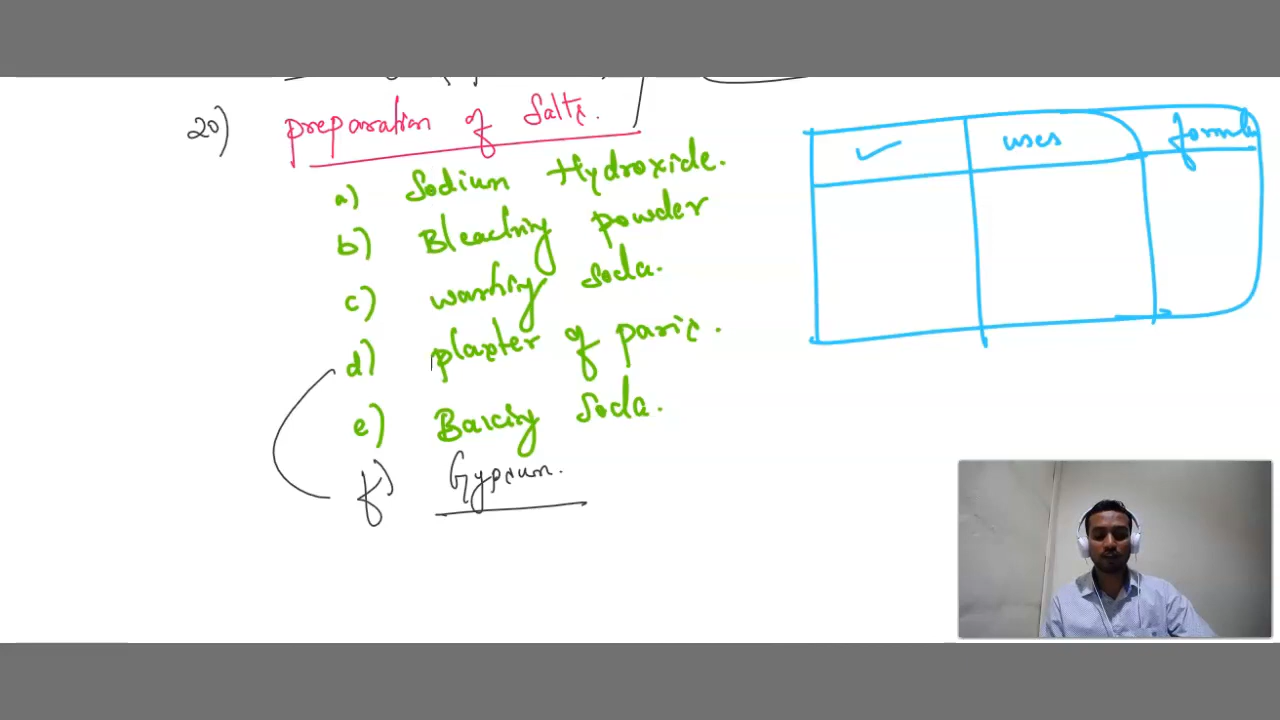 20) preparation of Salts.
a) Sodium Hydroxide.
b) Bleaching powder
c) washing soda.
d) plaster of paris.
e) Baking Soda.
f) Gypsum.
✓ uses formula